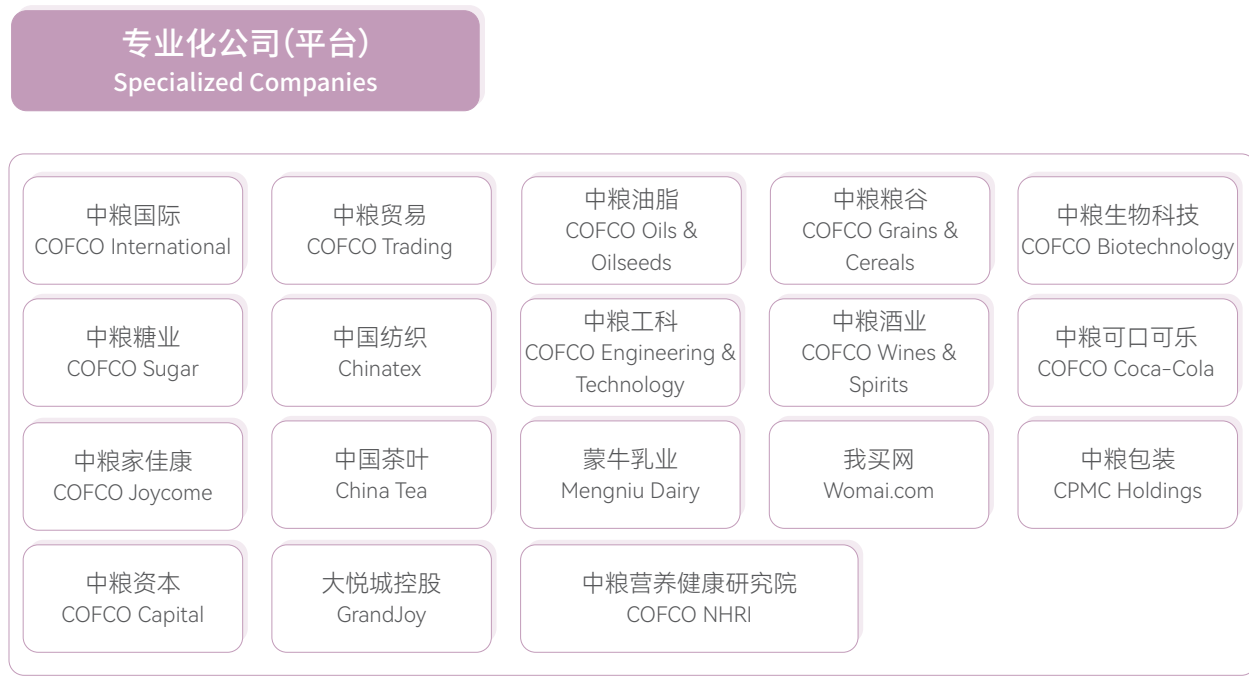 专业化公司(平台)
Specialized Companies
中粮国际
COFCO International
中粮贸易
COFCO Trading
中粮油脂
COFCO Oils &
Oilseeds
中粮粮谷
COFCO Grains &
Cereals
中粮生物科技
COFCO Biotechnology
中粮糖业
COFCO Sugar
中国纺织
Chinatex
中粮工科
COFCO Engineering &
Technology
中粮酒业
COFCO Wines &
Spirits
中粮可口可乐
COFCO Coca-Cola
中粮家佳康
COFCO Joycome
中国茶叶
China Tea
蒙牛乳业
Mengniu Dairy
我买网
Womai.com
中粮包装
CPMC Holdings
中粮资本
COFCO Capital
大悦城控股
GrandJoy
中粮营养健康研究院
COFCO NHRI